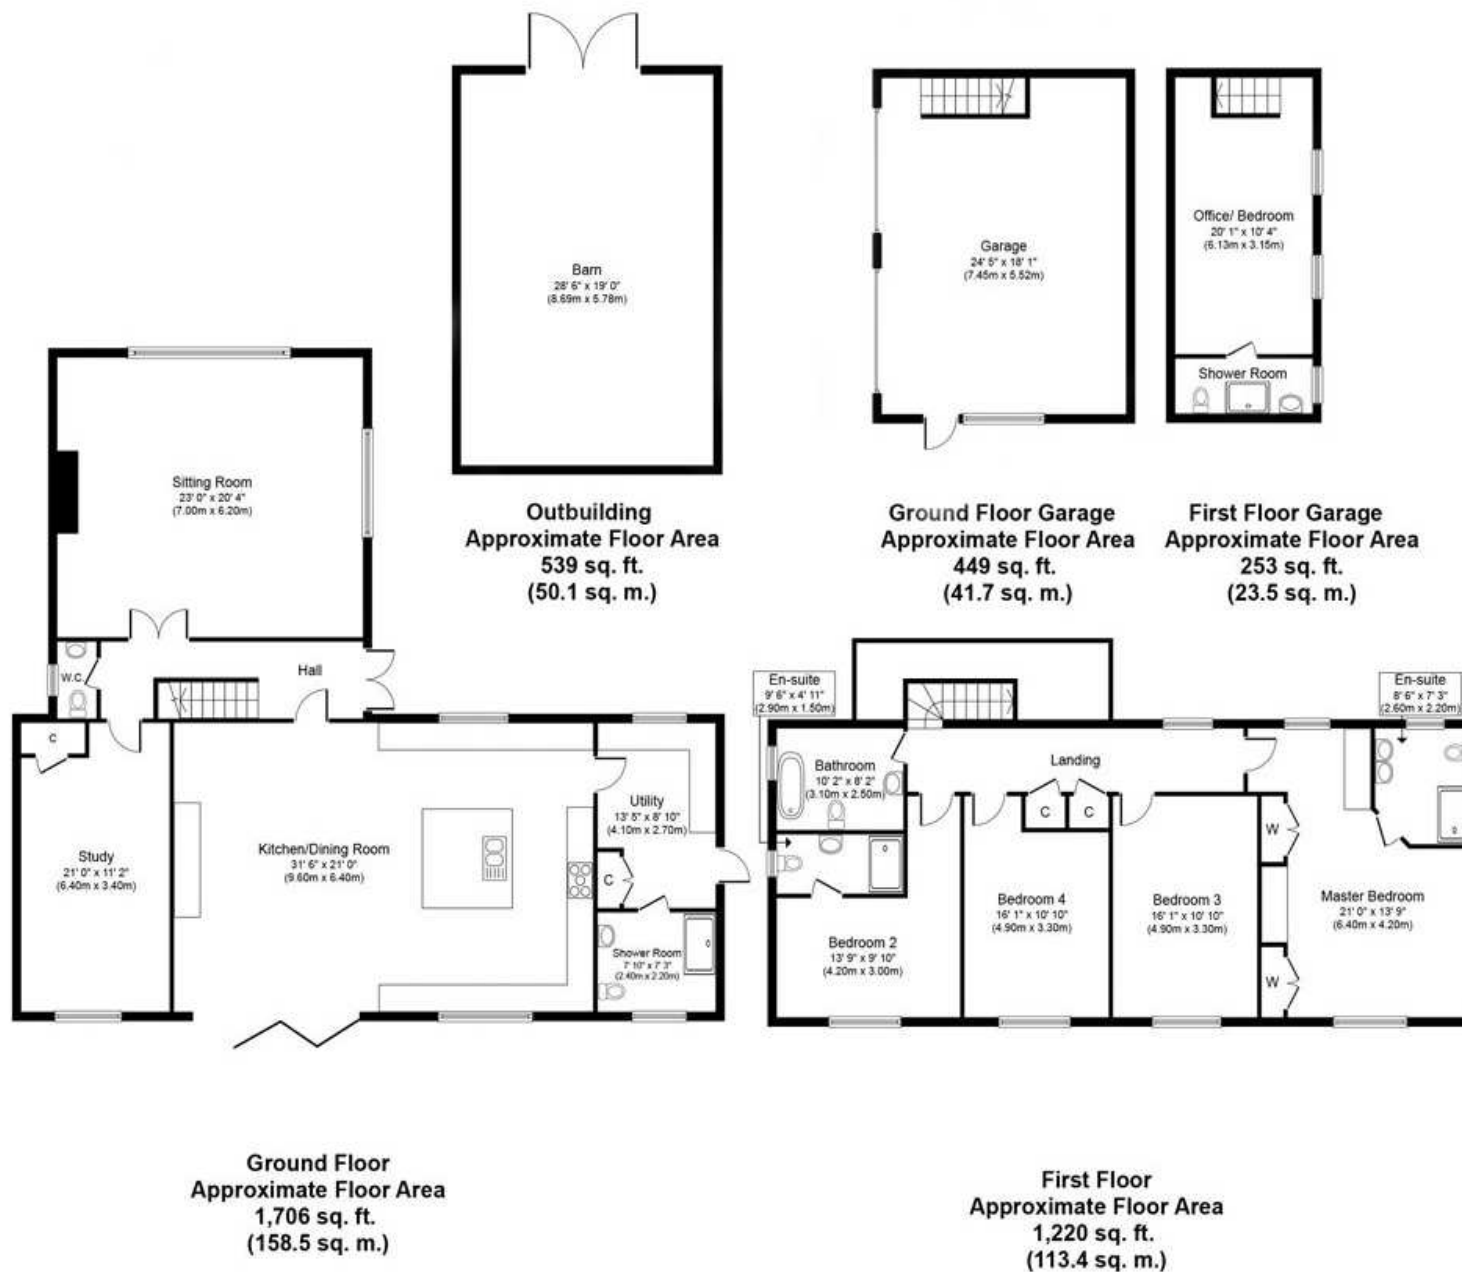 Barn
28' 6" x 19' 0"
(8.69m x 5.78m)
Outbuilding
Approximate Floor Area
539 sq. ft.
(50.1 sq. m.)
Garage
24' 5" x 18' 1"
(7.45m x 5.52m)
Ground Floor Garage
Approximate Floor Area
449 sq. ft.
(41.7 sq. m.)
Office/ Bedroom
20' 1" x 10' 4"
(6.13m x 3.15m)
Shower Room
First Floor Garage
Approximate Floor Area
253 sq. ft.
(23.5 sq. m.)
Sitting Room
23' 0" x 20' 4"
(7.00m x 6.20m)
W.C.
Hall
C
Study
21' 0" x 11' 2"
(6.40m x 3.40m)
Kitchen/Dining Room
31' 6" x 21' 0"
(9.60m x 6.40m)
Utility
13' 5" x 8' 10"
(4.10m x 2.70m)
C
Shower Room
7' 10" x 7' 3"
(2.40m x 2.20m)
Ground Floor
Approximate Floor Area
1,706 sq. ft.
(158.5 sq. m.)
En-suite
9' 6" x 4' 11"
(2.90m x 1.50m)
En-suite
8' 6" x 7' 3"
(2.60m x 2.20m)
Bathroom
10' 2" x 8' 2"
(3.10m x 2.50m)
Landing
C
C
W
Bedroom 2
13' 9" x 9' 10"
(4.20m x 3.00m)
Bedroom 4
16' 1" x 10' 10"
(4.90m x 3.30m)
Bedroom 3
16' 1" x 10' 10"
(4.90m x 3.30m)
Master Bedroom
21' 0" x 13' 9"
(6.40m x 4.20m)
W
First Floor
Approximate Floor Area
1,220 sq. ft.
(113.4 sq. m.)